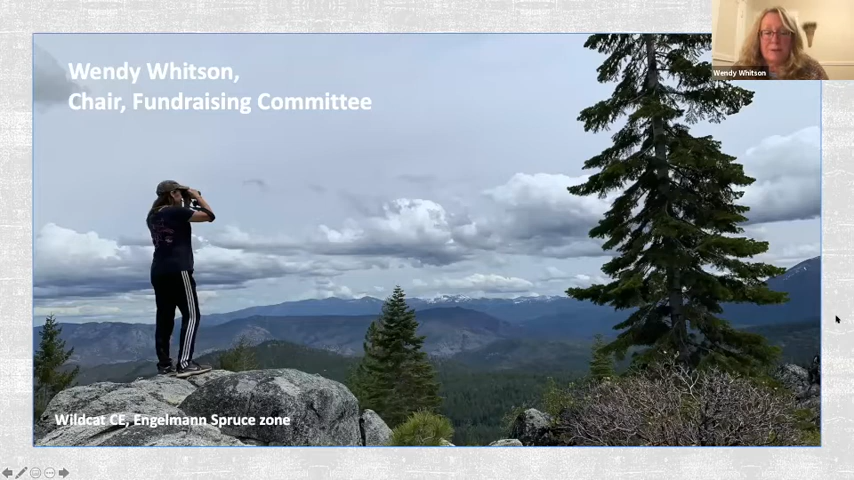 Wendy Whitson,
Chair, Fundraising Committee
Wendy Whitson
Wildcat CE, Engelmann Spruce zone